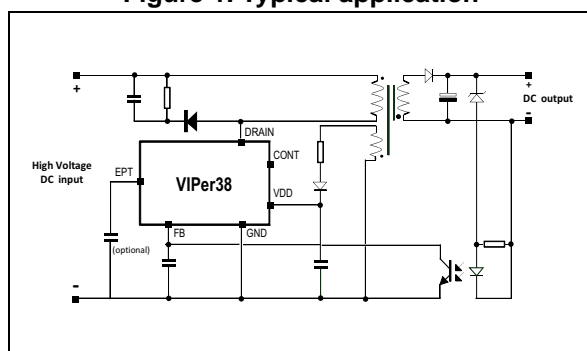 Figure 1. Typical application
+
+
DC output
-
DRAIN
CONT
High Voltage
DC input
EPT
VIPer38
VDD
FB
GND
(optional)
-